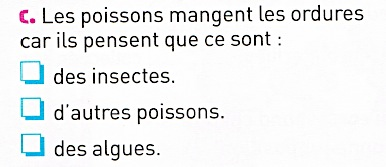 c. Les poissons mangent les ordures
car ils pensent que ce sont :
des insectes.
d'autres poissons.
des algues.